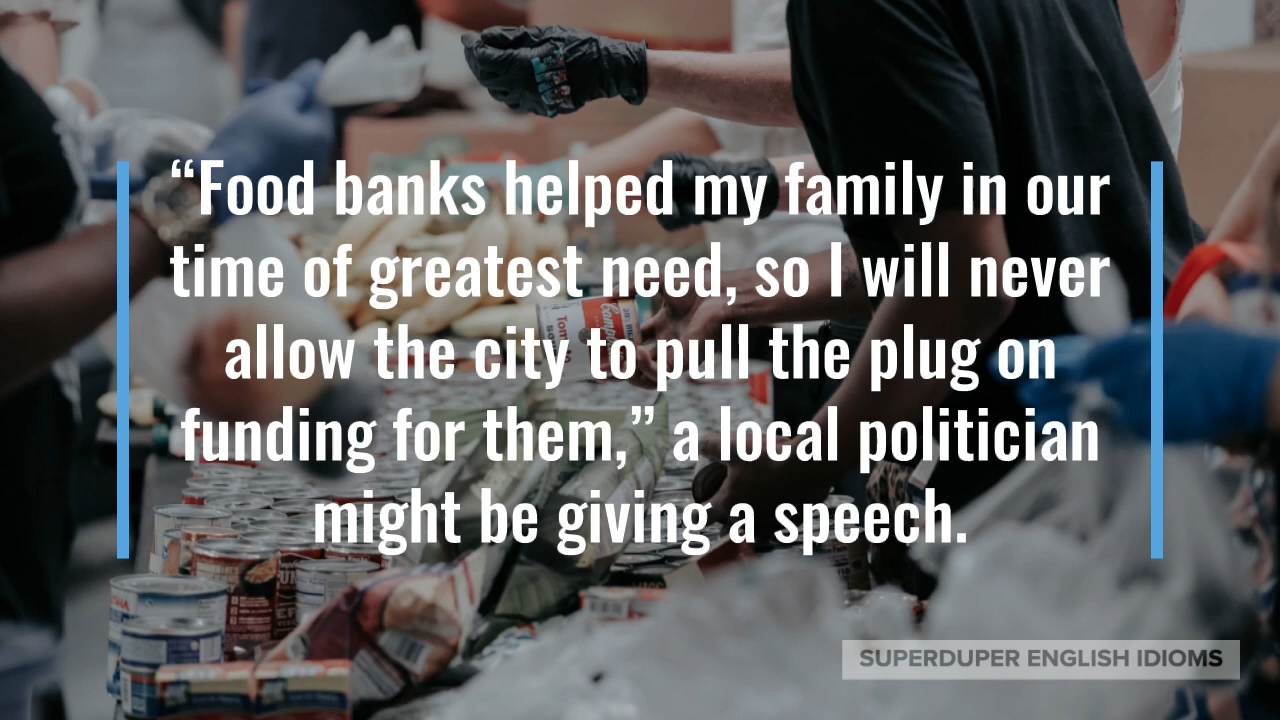 “Food banks helped my family in our
time of greatest need, so I will never
allow the city to pull the plug on
funding for them,” a local politician
might be giving a speech.
SUPERDUPER ENGLISH IDIOMS